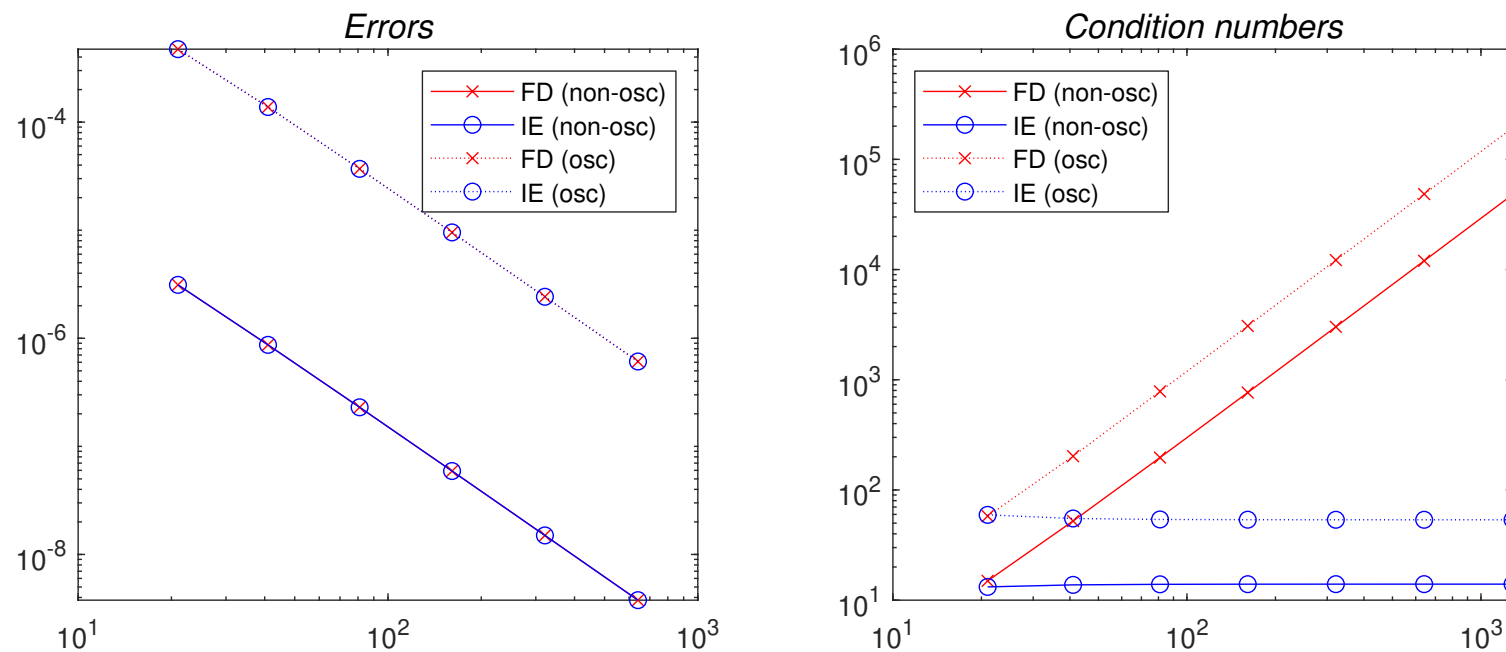 Errors
10^-4
10^-6
10^-8
10^1
10^2
10^3
FD (non-osc)
IE (non-osc)
FD (osc)
IE (osc)
Condition numbers
10^6
10^5
10^4
10^3
10^2
10^1
10^1
10^2
10^3
FD (non-osc)
IE (non-osc)
FD (osc)
IE (osc)